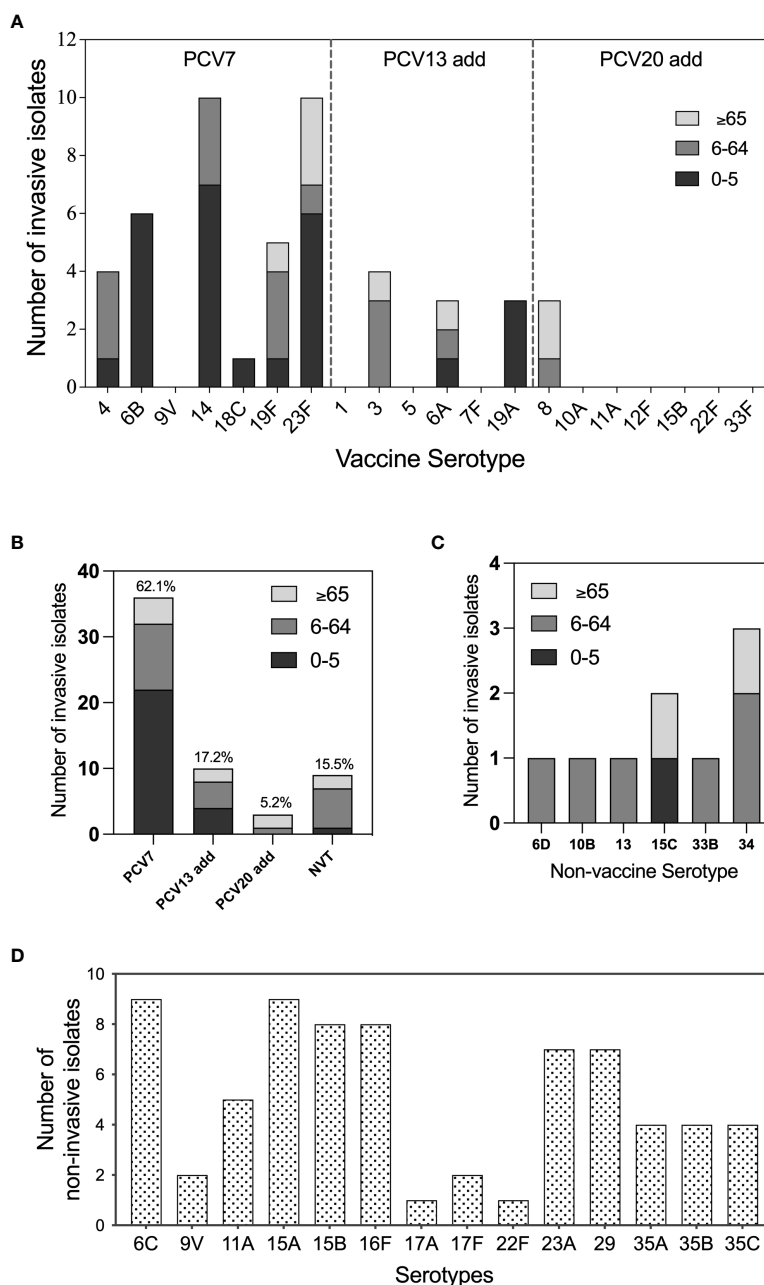 A
12
10
8
6
4
2
0
Number of invasive isolates
PCV7
PCV13 add
PCV20 add
≥65
6-64
0-5
4 6B 9V 14 18C 19F 23F 1 3 5 6A 7F 19A 8 10A 11A 12F 15B 22F 33F
Vaccine Serotype
B
40
30
20
10
0
Number of invasive isolates
62.1%
17.2%
5.2%
15.5%
≥65
6-64
0-5
PCV7 PCV13 add PCV20 add NVT
C
4
3
2
1
0
Number of invasive isolates
≥65
6-64
0-5
6D 10B 13 15C 33B 34
Non-vaccine Serotype
D
10
8
6
4
2
0
Number of
non-invasive isolates
6C 9V 11A 15A 15B 16F 17A 17F 22F 23A 29 35A 35B 35C
Serotypes